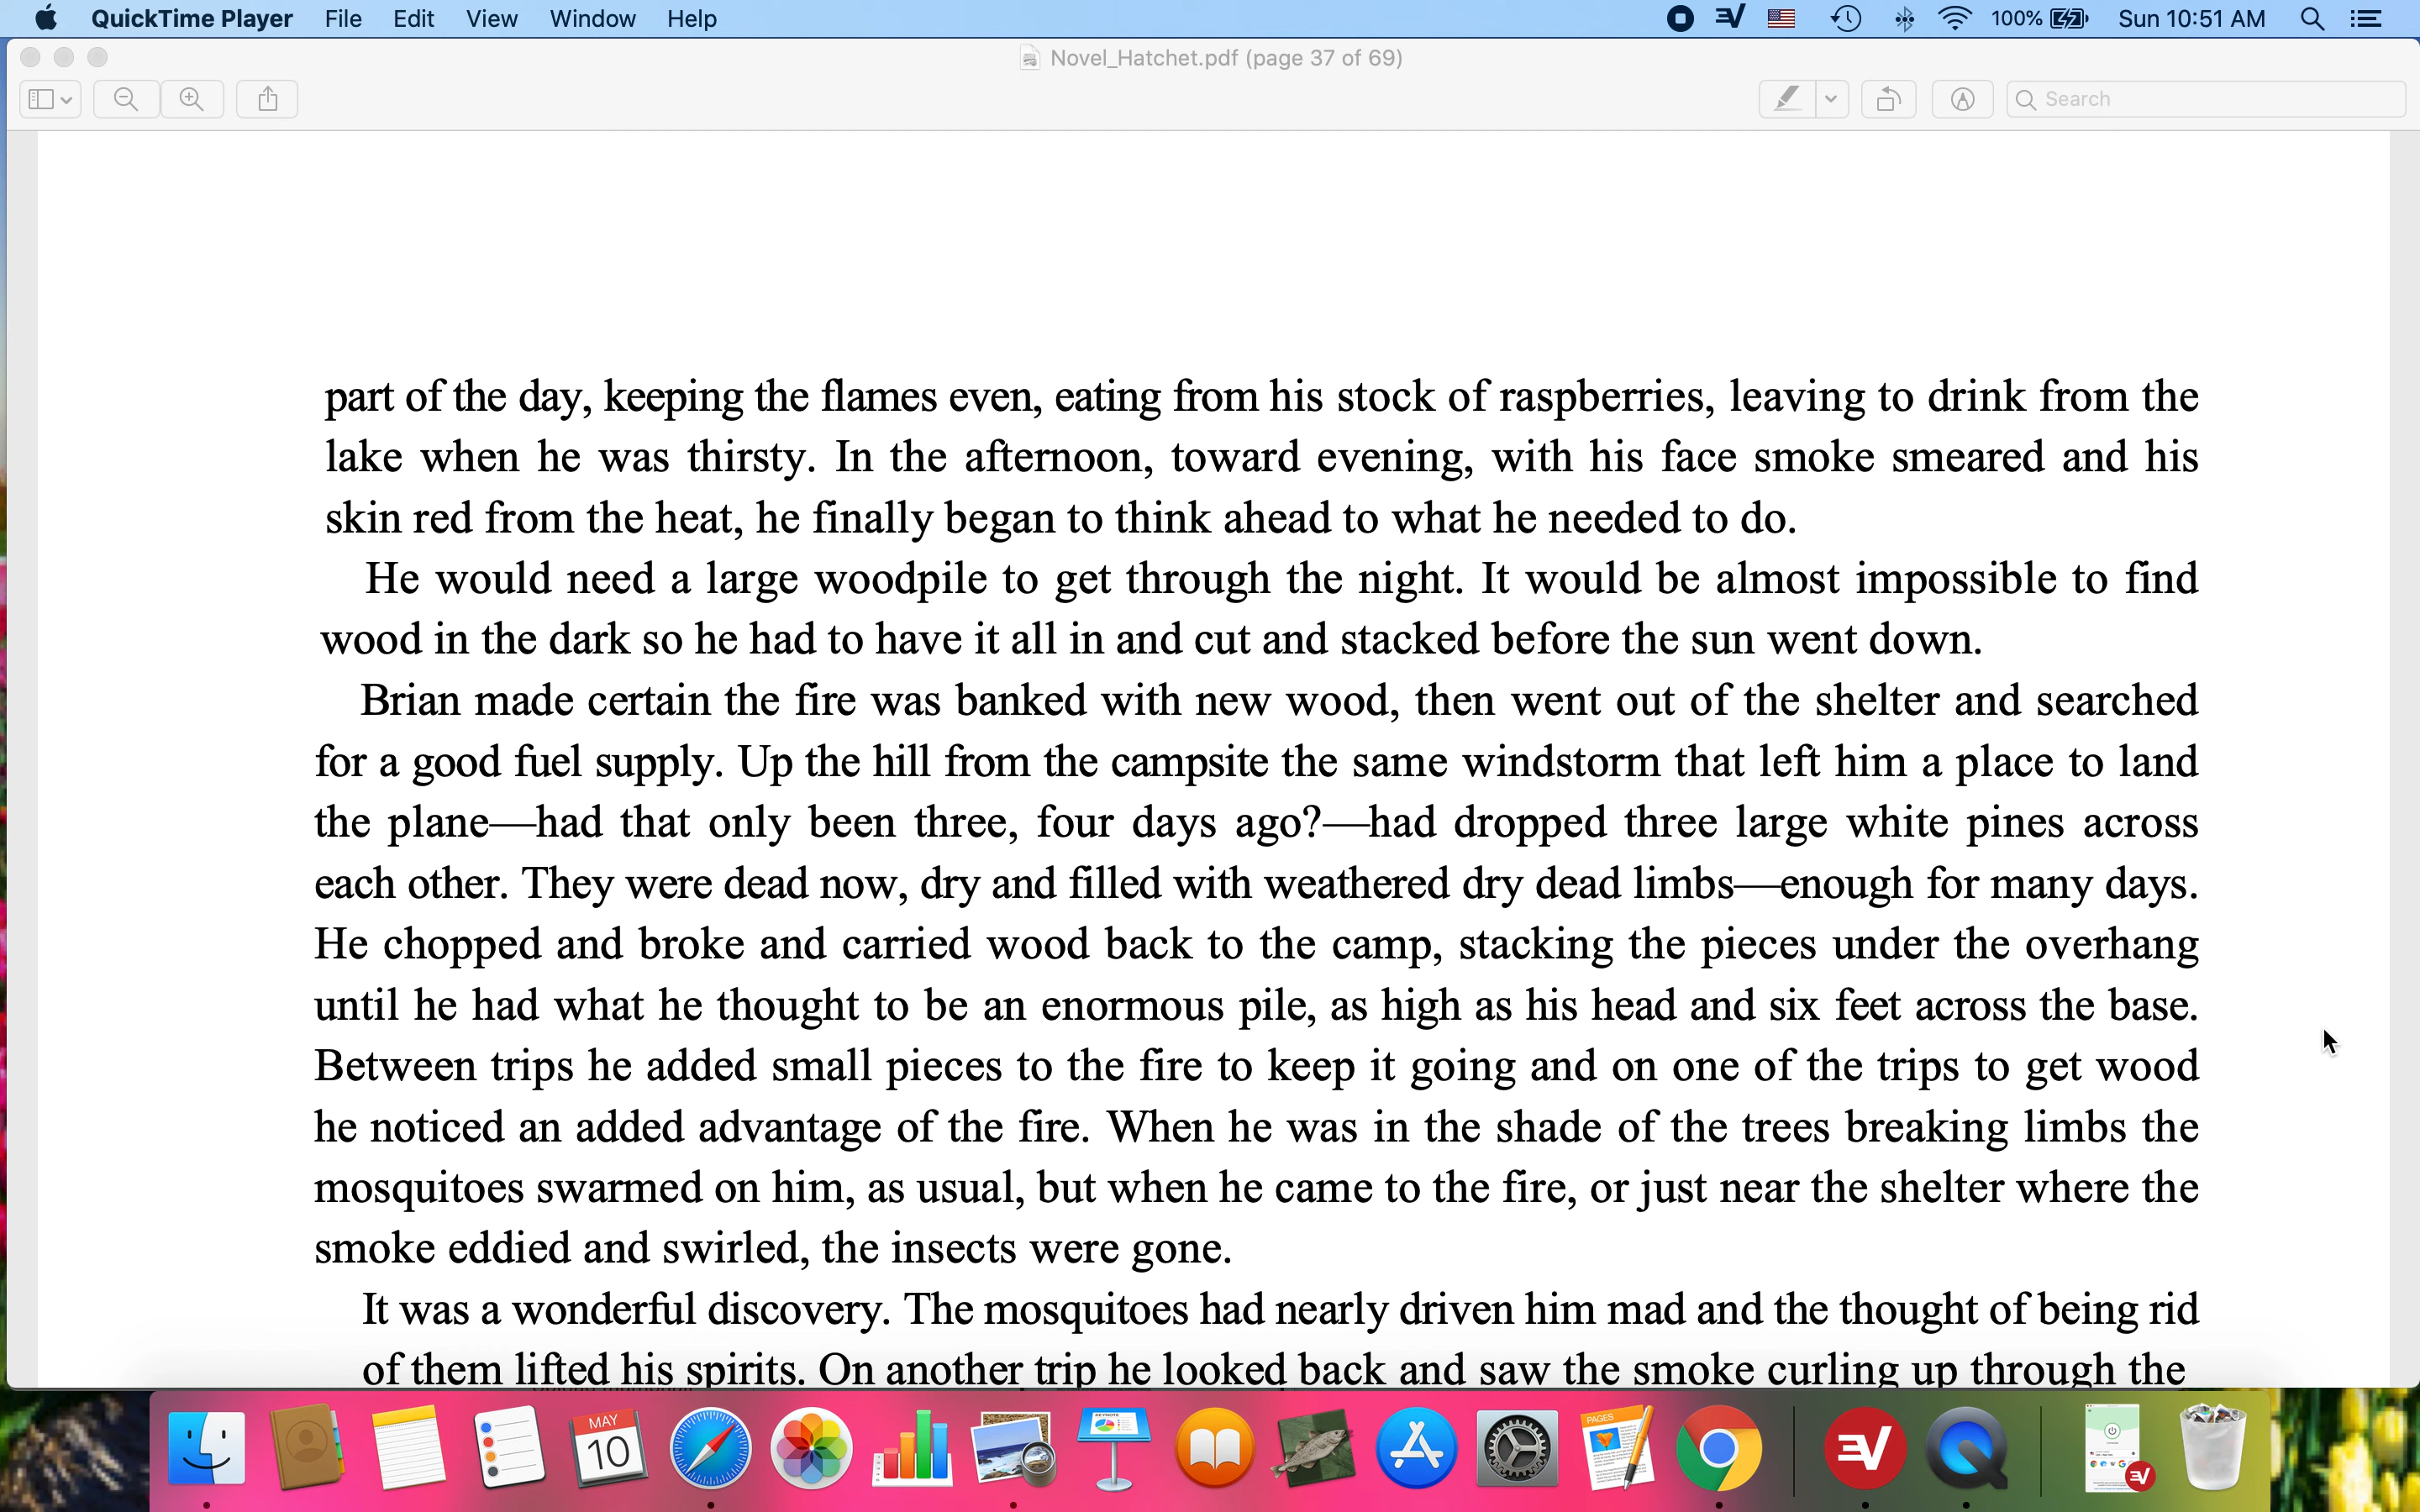 QuickTime Player File Edit View Window Help 100% Sun 10:51 AM
Novel_Hatchet.pdf (page 37 of 69)
Search
part of the day, keeping the flames even, eating from his stock of raspberries, leaving to drink from the
lake when he was thirsty. In the afternoon, toward evening, with his face smoke smeared and his
skin red from the heat, he finally began to think ahead to what he needed to do.
He would need a large woodpile to get through the night. It would be almost impossible to find
wood in the dark so he had to have it all in and cut and stacked before the sun went down.
Brian made certain the fire was banked with new wood, then went out of the shelter and searched
for a good fuel supply. Up the hill from the campsite the same windstorm that left him a place to land
the plane—had that only been three, four days ago?—had dropped three large white pines across
each other. They were dead now, dry and filled with weathered dry dead limbs—enough for many days.
He chopped and broke and carried wood back to the camp, stacking the pieces under the overhang
until he had what he thought to be an enormous pile, as high as his head and six feet across the base.
Between trips he added small pieces to the fire to keep it going and on one of the trips to get wood
he noticed an added advantage of the fire. When he was in the shade of the trees breaking limbs the
mosquitoes swarmed on him, as usual, but when he came to the fire, or just near the shelter where the
smoke eddied and swirled, the insects were gone.
It was a wonderful discovery. The mosquitoes had nearly driven him mad and the thought of being rid
of them lifted his spirits. On another trip he looked back and saw the smoke curling up through the
MAY
10
PAGES